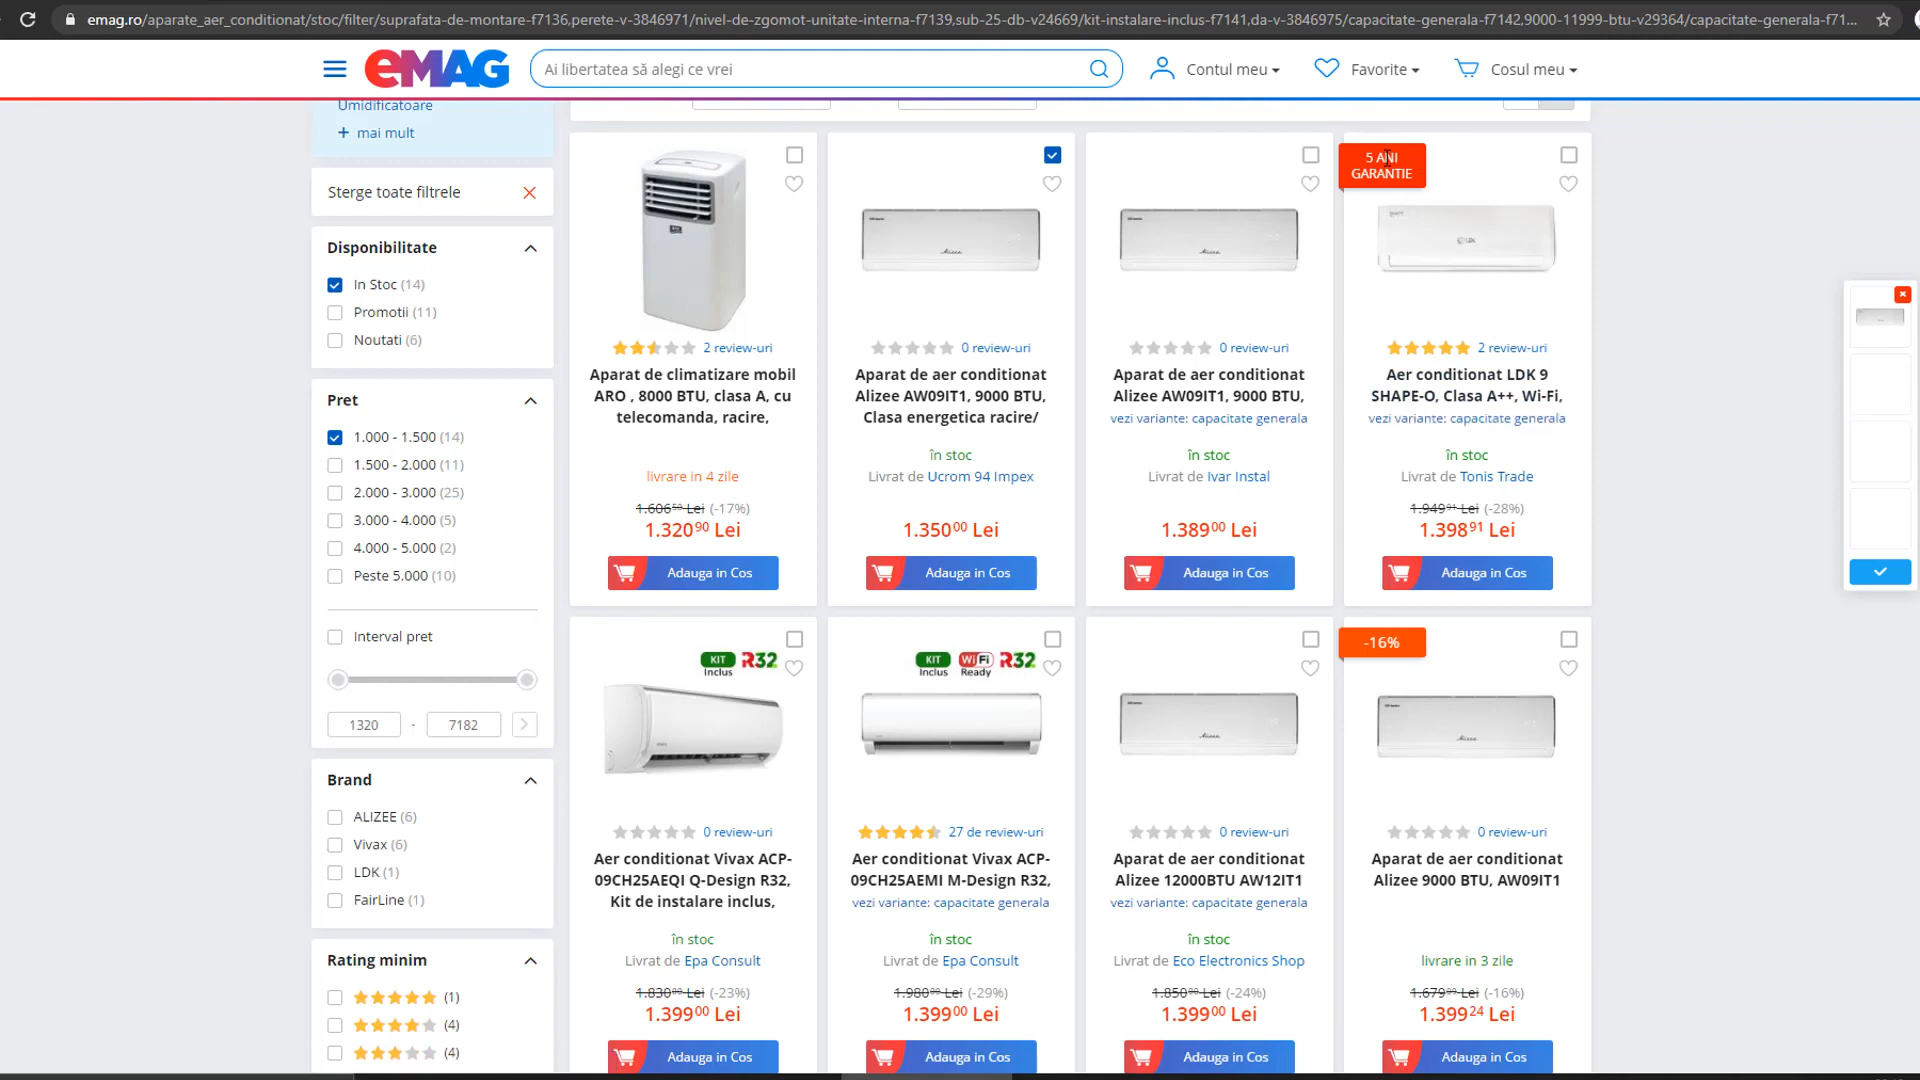 emag.ro/aparate_aer_conditionat/stoc/filter/suprafata-de-montare-f7136,perete-v-3846971/nivel-de-zgomot-unitate-interna-f7139,sub-25-db-v24669/kit-instalare-inclus-f7141,da-v-3846975/capacitate-generala-f7142,9000-11999-btu-v29364/capacitate-generala-f71...
eMAG
Ai libertatea să alegi ce vrei
Contul meu
Favorite
Cosul meu
Umidificatoare
+ mai mult
Sterge toate filtrele
Disponibilitate
In Stoc (14)
Promotii (11)
Noutati (6)
Pret
1.000 - 1.500 (14)
1.500 - 2.000 (11)
2.000 - 3.000 (25)
3.000 - 4.000 (5)
4.000 - 5.000 (2)
Peste 5.000 (10)
Interval pret
1320 - 7182
Brand
ALIZEE (6)
Vivax (6)
LDK (1)
FairLine (1)
Rating minim
(1)
(4)
(4)
2 review-uri
Aparat de climatizare mobil
ARO , 8000 BTU, clasa A, cu
telecomanda, racire,
livrare in 4 zile
1.606⁵⁰ Lei (-17%)
1.320⁹⁰ Lei
Adauga in Cos
Alizee
0 review-uri
Aparat de aer conditionat
Alizee AW09IT1, 9000 BTU,
Clasa energetica racire/
în stoc
Livrat de Ucrom 94 Impex
1.350⁰⁰ Lei
Adauga in Cos
Alizee
0 review-uri
Aparat de aer conditionat
Alizee AW09IT1, 9000 BTU,
vezi variante: capacitate generala
în stoc
Livrat de Ivar Instal
1.389⁰⁰ Lei
Adauga in Cos
5 ANI
GARANTIE
LDK
2 review-uri
Aer conditionat LDK 9
SHAPE-O, Clasa A++, Wi-Fi,
vezi variante: capacitate generala
în stoc
Livrat de Tonis Trade
1.949⁹¹ Lei (-28%)
1.398⁹¹ Lei
Adauga in Cos
KIT R32
Inclus
0 review-uri
Aer conditionat Vivax ACP-
09CH25AEQI Q-Design R32,
Kit de instalare inclus,
în stoc
Livrat de Epa Consult
1.830⁰⁰ Lei (-23%)
1.399⁰⁰ Lei
Adauga in Cos
KIT WiFi R32
Inclus Ready
27 de review-uri
Aer conditionat Vivax ACP-
09CH25AEMI M-Design R32,
vezi variante: capacitate generala
în stoc
Livrat de Epa Consult
1.980⁰⁰ Lei (-29%)
1.399⁰⁰ Lei
Adauga in Cos
Alizee
0 review-uri
Aparat de aer conditionat
Alizee 12000BTU AW12IT1
vezi variante: capacitate generala
în stoc
Livrat de Eco Electronics Shop
1.850⁰⁰ Lei (-24%)
1.399⁰⁰ Lei
Adauga in Cos
-16%
Alizee
0 review-uri
Aparat de aer conditionat
Alizee 9000 BTU, AW09IT1
livrare in 3 zile
1.679⁹⁹ Lei (-16%)
1.399²⁴ Lei
Adauga in Cos